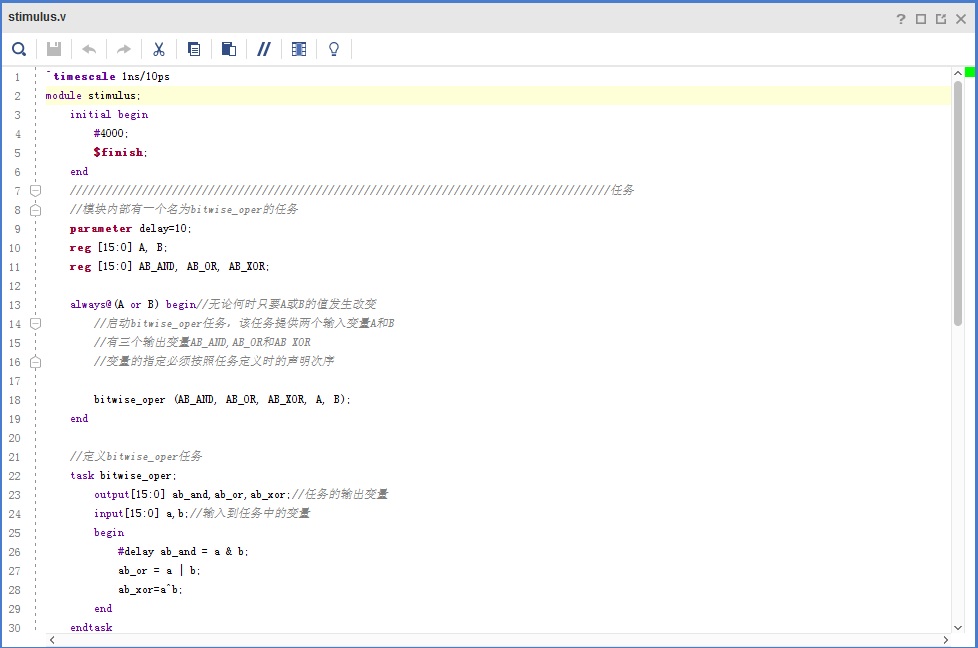 stimulus.v
1 `timescale 1ns/10ps
2 module stimulus;
3 initial begin
4 #4000;
5 $finish;
6 end
7 //////////////////////////////////////////////////////////////////////////////////////////任务
8 //模块内部有一个名为bitwise_oper的任务
9 parameter delay=10;
10 reg [15:0] A, B;
11 reg [15:0] AB_AND, AB_OR, AB_XOR;
12
13 always@(A or B) begin//无论何时只要A或B的值发生改变
14 //启动bitwise_oper任务，该任务提供两个输入变量A和B
15 //有三个输出变量AB_AND,AB_OR和AB XOR
16 //变量的指定必须按照任务定义时的声明次序
17
18 bitwise_oper (AB_AND, AB_OR, AB_XOR, A, B);
19 end
20
21 //定义bitwise_oper任务
22 task bitwise_oper;
23 output[15:0] ab_and,ab_or,ab_xor;//任务的输出变量
24 input[15:0] a,b;//输入到任务中的变量
25 begin
26 #delay ab_and = a & b;
27 ab_or = a | b;
28 ab_xor=a^b;
29 end
30 endtask